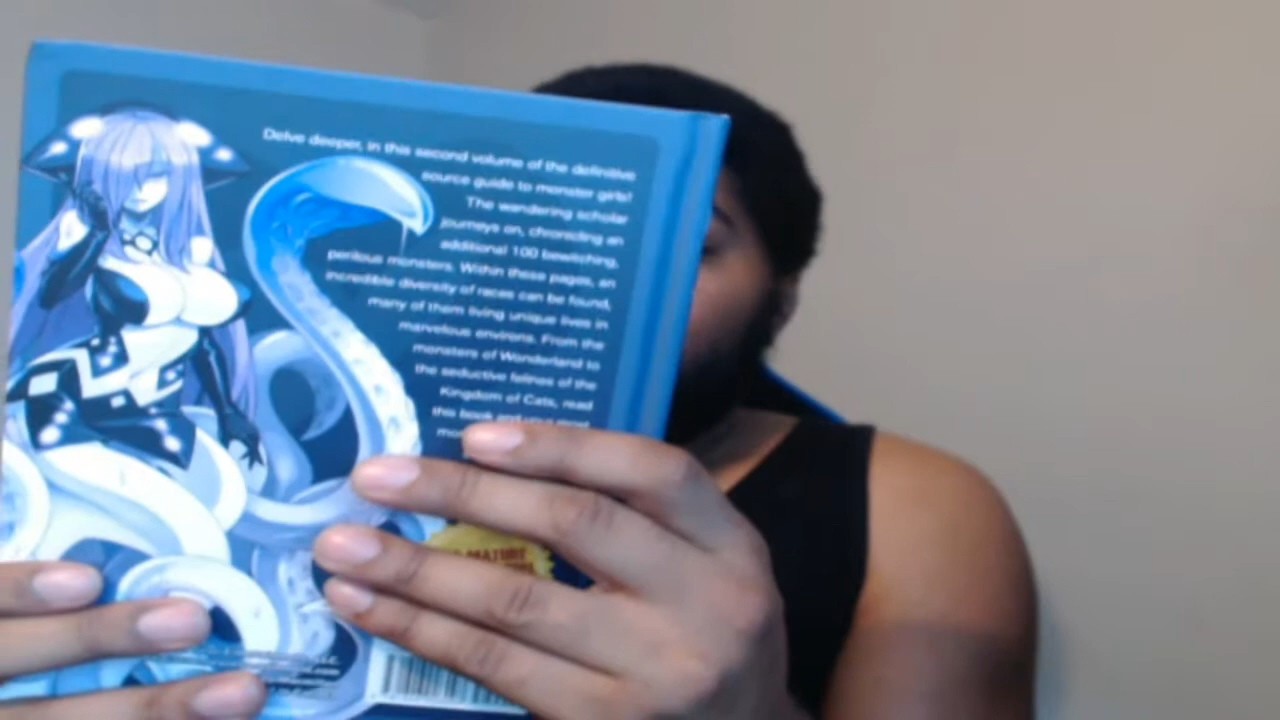 Delve deeper, in this second volume of the definitive
source guide to monster girls!
The wandering scholar
journeys on, chronicling an
additional 100 bewitching,
perilous monsters. Within these pages, an
incredible diversity of races can be found,
many of them living unique lives in
marvelous environs. From the
monsters of Wonderland to
the seductive felines of the
Kingdom of Cats, read
this book and your most
MATURE